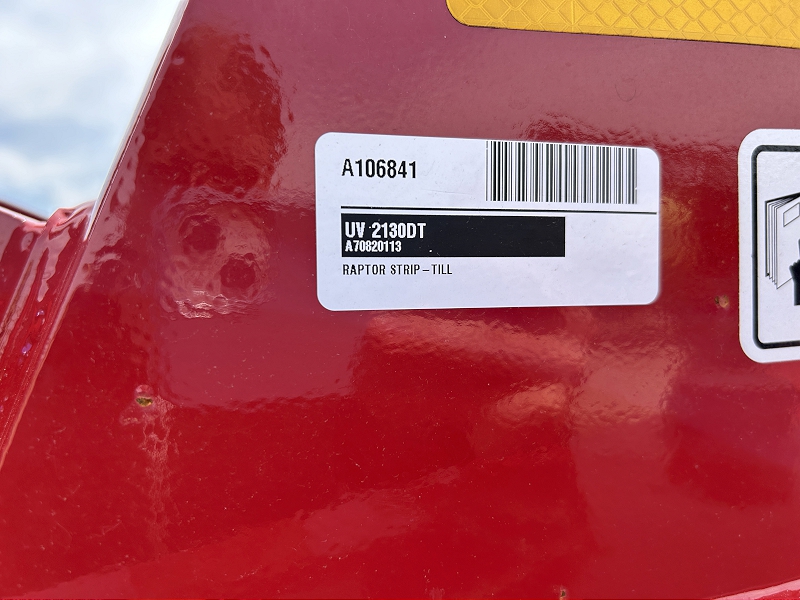 A106841
UV 2130DT
A70820113
RAPTOR STRIP-TILL